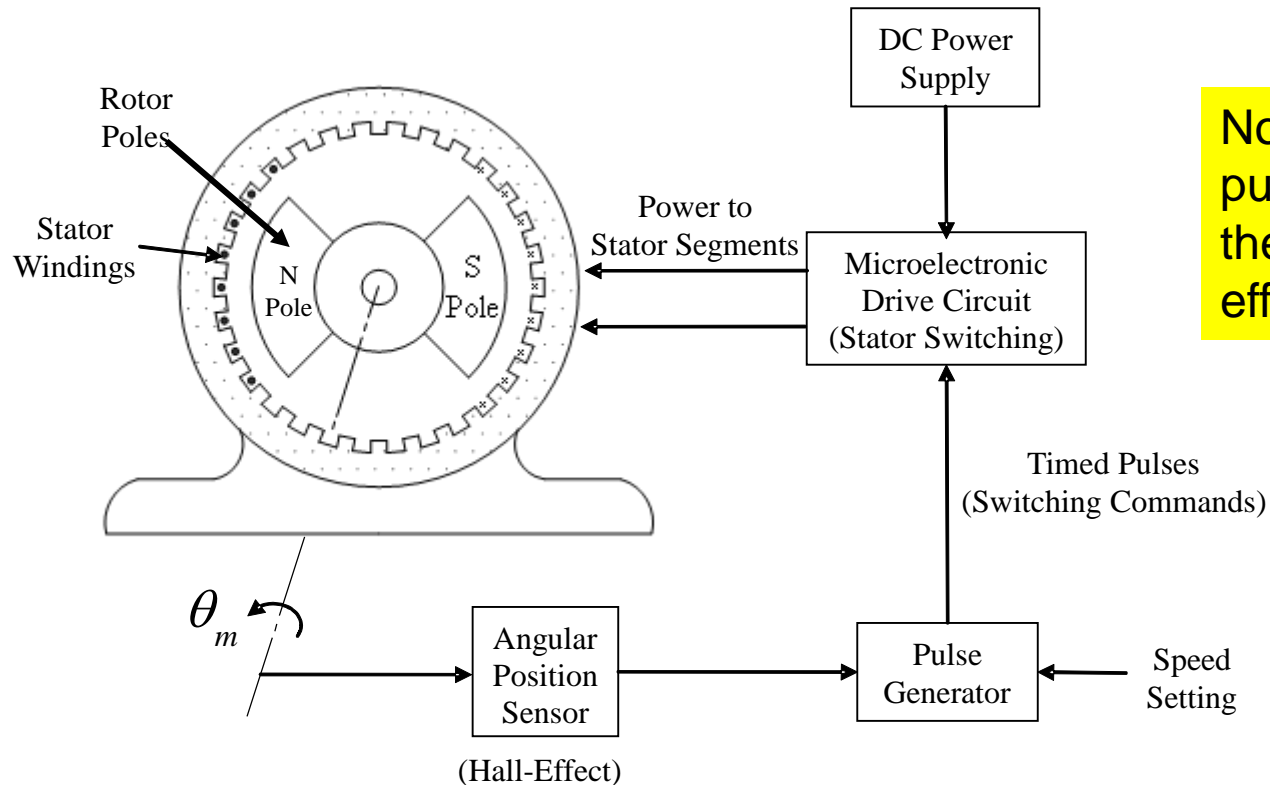 DC Power
Supply
Rotor
Poles
Stator
Windings
N
Pole
S
Pole
Power to
Stator Segments
Microelectronic
Drive Circuit
(Stator Switching)
Timed Pulses
(Switching Commands)
θm
Angular
Position
Sensor
(Hall-Effect)
Pulse
Generator
Speed
Setting